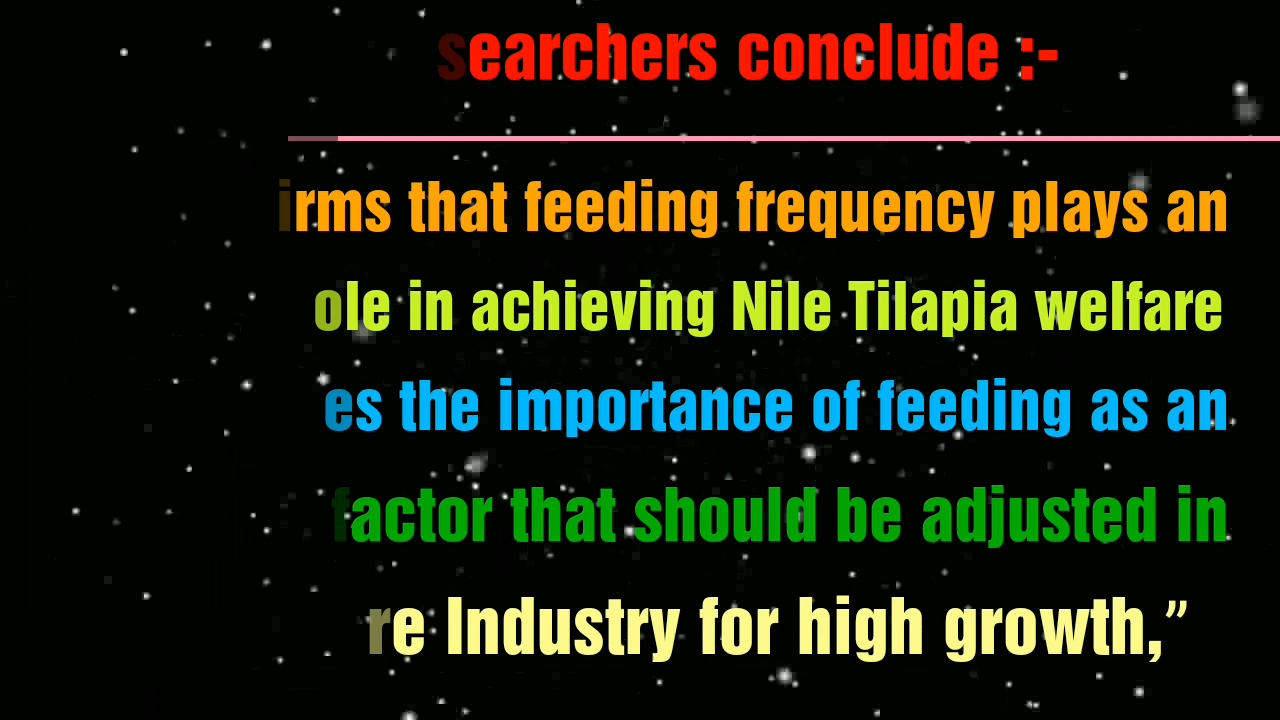 searchers conclude :-
irms that feeding frequency plays an
ole in achieving Nile Tilapia welfare
es the importance of feeding as an
factor that should be adjusted in
re Industry for high growth,”